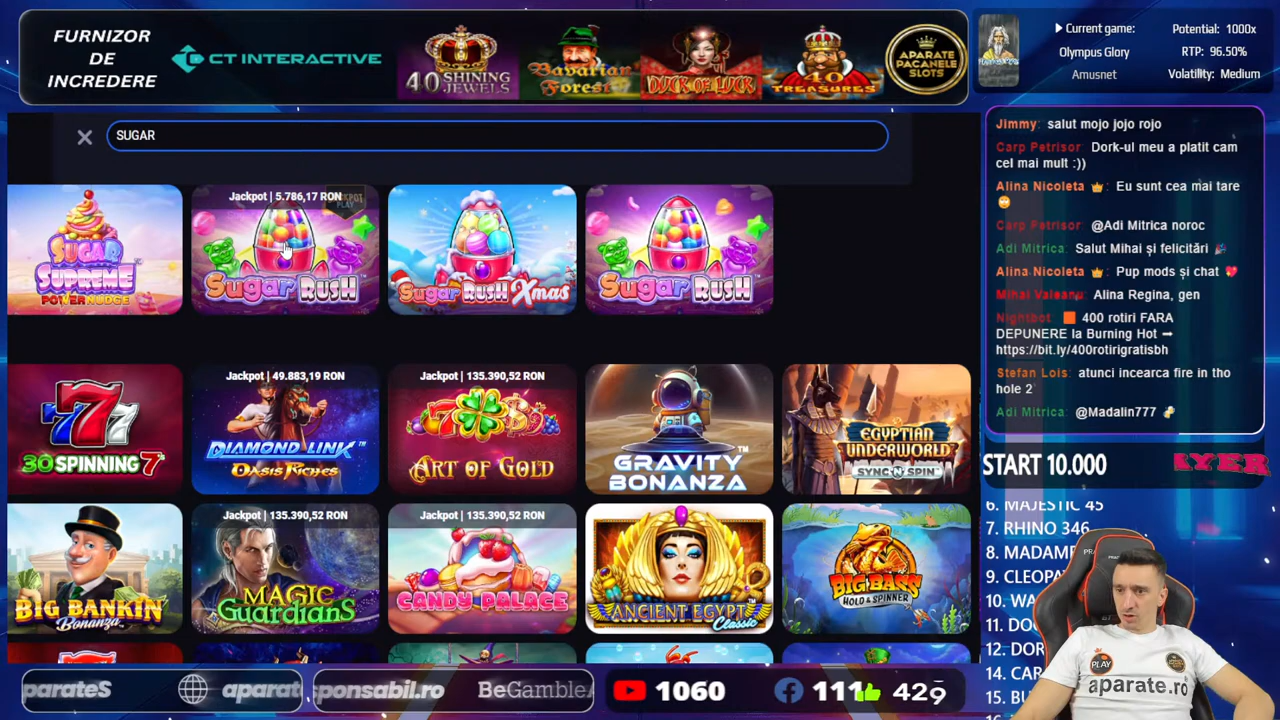 FURNIZOR
DE
INCREDERE
CT INTERACTIVE
40 SHINING
JEWELS
Bavarian
Forest
DUCK OF LUCK
40
TREASURES
APARATE
PACANELE
SLOTS
Current game:
Olympus Glory
Amusnet
Potential: 1000x
RTP: 96.50%
Volatility: Medium
SUGAR
SUGAR
SUPREME
POWERNUDGE
Jackpot | 5.786,17 RON
Sugar RUSH
Sugar RUSH Xmas
Sugar RUSH
777
30 SPINNING 7's
Jackpot | 49.883,19 RON
DIAMOND LINK™
OASIS RICHES
Jackpot | 135.390,52 RON
ART OF GOLD
GRAVITY
BONANZA™
EGYPTIAN
UNDERWORLD
SYNC'N'SPIN
BIG BANKIN'
Bonanza™
Jackpot | 135.390,52 RON
MAGIC
Guardians
Jackpot | 135.390,52 RON
CANDY PALACE
ANCIENT EGYPT
Classic™
BIG BASS
HOLD & SPINNER
Jimmy: salut mojo jojo rojo
Carp Petrisor: Dork-ul meu a platit cam
cel mai mult :))
Alina Nicoleta 👑: Eu sunt cea mai tare
Carp Petrisor: @Adi Mitrica noroc
Adi Mitrica: Salut Mihai și felicitări 🎉
Alina Nicoleta 👑: Pup mods și chat
Mihai Valeanu: Alina Regina, gen
Nightbot: 400 rotiri FARA
DEPUNERE la Burning Hot ➡
https://bit.ly/400rotirigratisbh
Stefan Lois: atunci incearca fire in tho
hole 2
Adi Mitrica: @Madalin777
START 10.000
6. MAJESTIC 45
7. RHINO 346
8. MADAME
9. CLEOPA
10. WA
11. DO
12. DOR
14. CAR
15. BU
PLAY
aparate.ro
parateS
aparat
sponsabil.ro
BeGambleA
1060
111
429